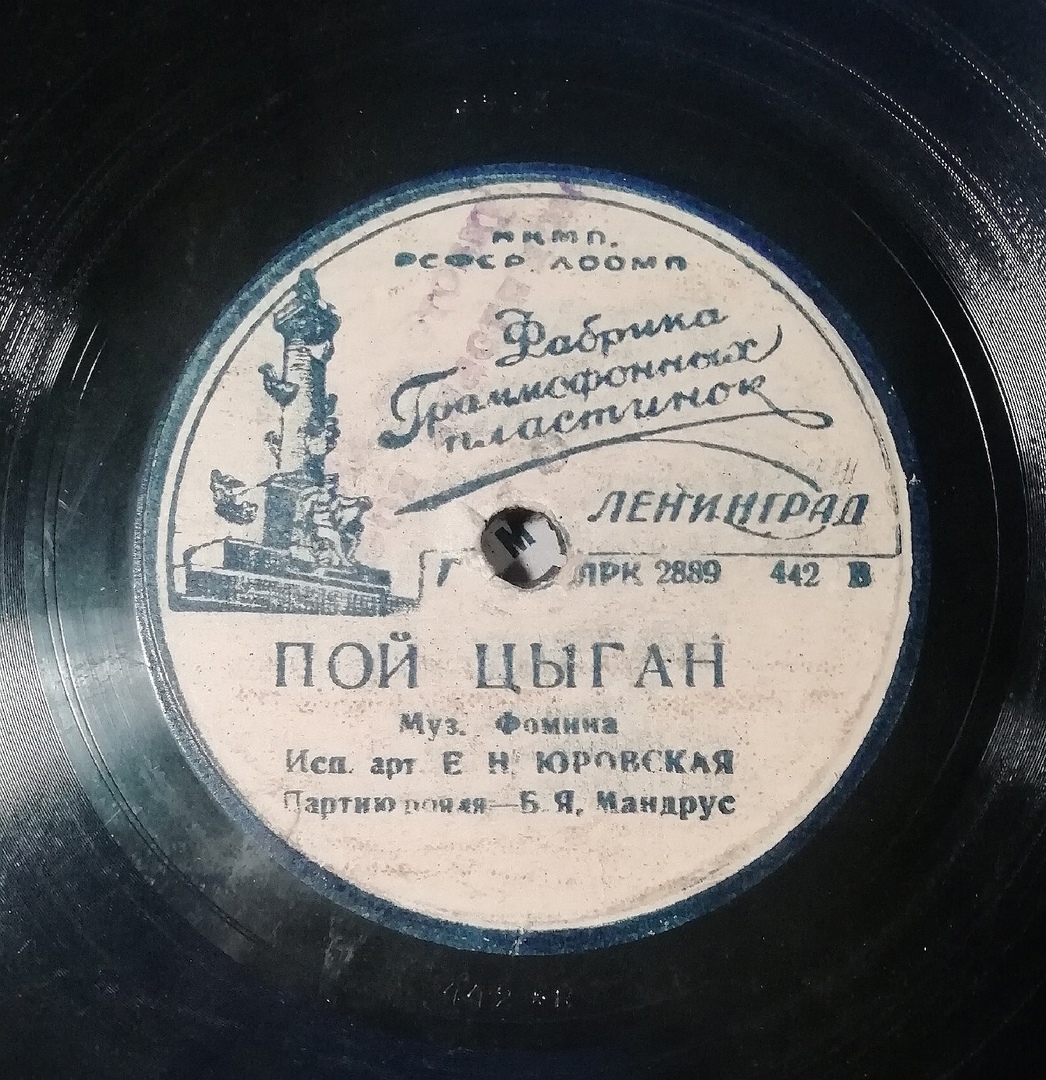 НКМП.
РСФСР ЛООМП
Фабрика
Граммофонных
пластинок
ЛЕНИНГРАД
Г ЛРК 2889 442 В
ПОЙ ЦЫГАН
Муз. Фомина
Исп. арт Е Н ЮРОВСКАЯ
Партию рояля—Б. Я. Мандрус
442